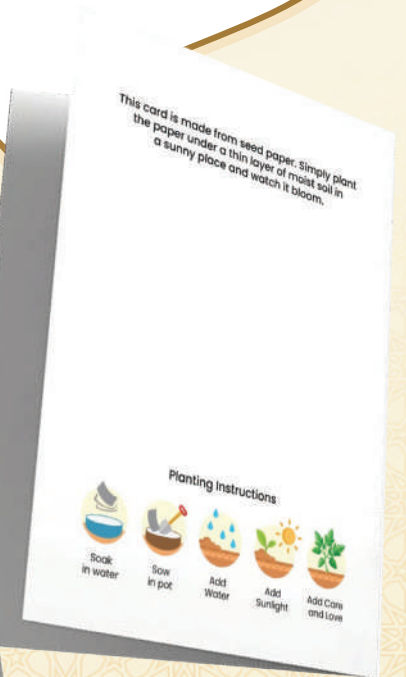 This card is made from seed paper. Simply plant
the paper under a thin layer of moist soil in
a sunny place and watch it bloom.
Planting Instructions
Soak
in water
Sow
in pot
Add
Water
Add
Sunlight
Add Care
and Love